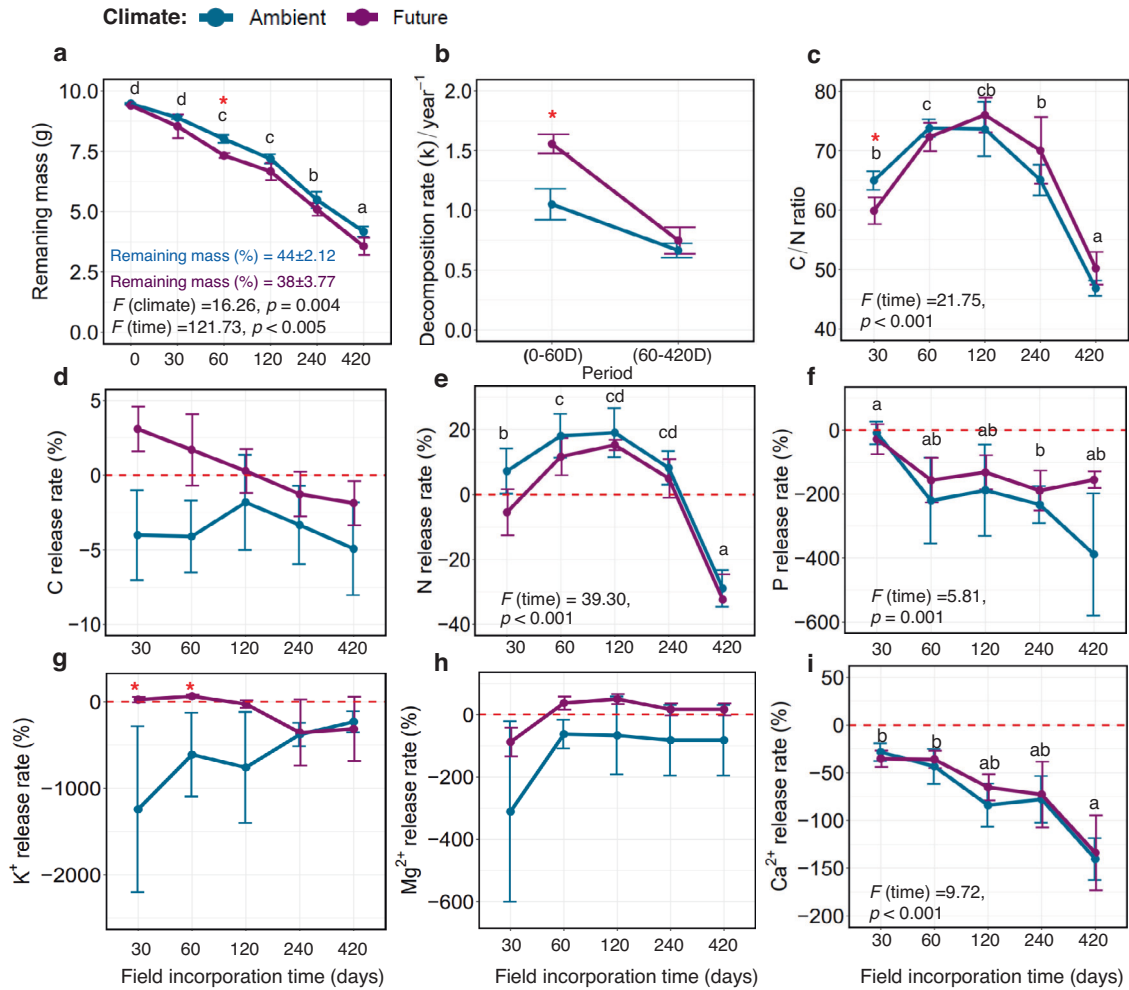 Climate: Ambient Future
a
Remaning mass (g)
10.0
7.5
5.0
2.5
0.0
d
d
*
c
c
b
a
Remaining mass (%) = 44±2.12
Remaining mass (%) = 38±3.77
F (climate) =16.26, p = 0.004
F (time) =121.73, p < 0.005
0 30 60 120 240 420
b
Decomposition rate (k)/year⁻¹
2.0
1.5
1.0
0.5
0.0
*
(0-60D) (60-420D)
Period
c
C/N ratio
80
70
60
50
40
*
b
c
cb
b
a
F (time) =21.75,
p < 0.001
30 60 120 240 420
d
C release rate (%)
5
0
−5
−10
30 60 120 240 420
e
N release rate (%)
20
0
−20
−40
b
c
cd
cd
a
F (time) = 39.30,
p < 0.001
30 60 120 240 420
f
P release rate (%)
0
−200
−400
−600
a
ab
ab
b
ab
F (time) =5.81,
p = 0.001
30 60 120 240 420
g
K⁺ release rate (%)
0
−1000
−2000
*
*
30 60 120 240 420
Field incorporation time (days)
h
Mg²⁺ release rate (%)
0
−200
−400
−600
30 60 120 240 420
Field incorporation time (days)
i
Ca²⁺ release rate (%)
50
0
−50
−100
−150
−200
b
b
ab
ab
a
F (time) =9.72,
p < 0.001
30 60 120 240 420
Field incorporation time (days)